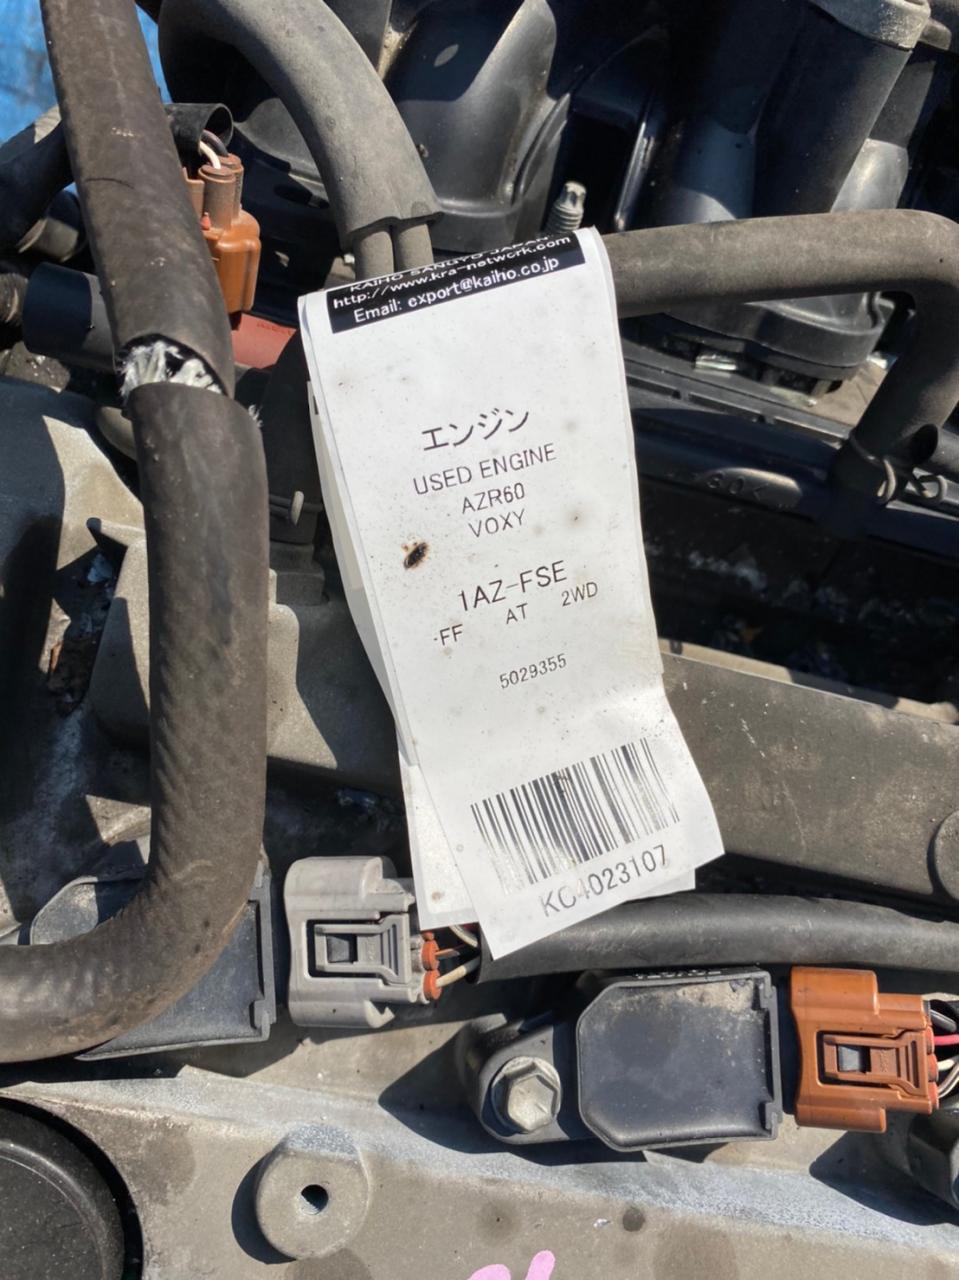 KAIHO SANGYO JAPAN
http://www.kra-network.com
Email: export@kaiho.co.jp
エンジン
USED ENGINE
AZR60
VOXY
1AZ-FSE
FF AT 2WD
5029355
KC4023107